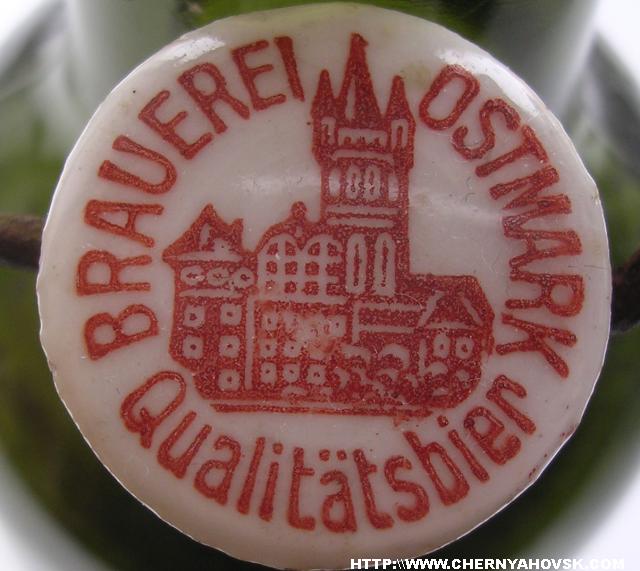 BRAUEREI OSTMARK
Qualitätsbier
HTTP:\\WWW.CHERNYAHOVSK.COM